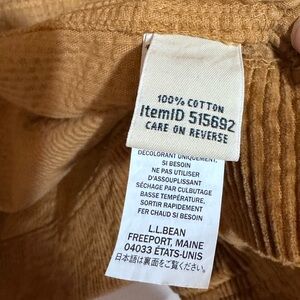 100% COTTON
ItemID 515692
CARE ON REVERSE
DÉCOLORANT UNIQUEMENT,
SI BESOIN
NE PAS UTILISER
D'ASSOUPLISSANT
SÉCHAGE PAR CULBUTAGE
BASSE TEMPÉRATURE,
SORTIR RAPIDEMENT
FER CHAUD SI BESOIN
L.L.BEAN
FREEPORT, MAINE
04033 ÉTATS-UNIS
日本語は裏面をご覧ください。